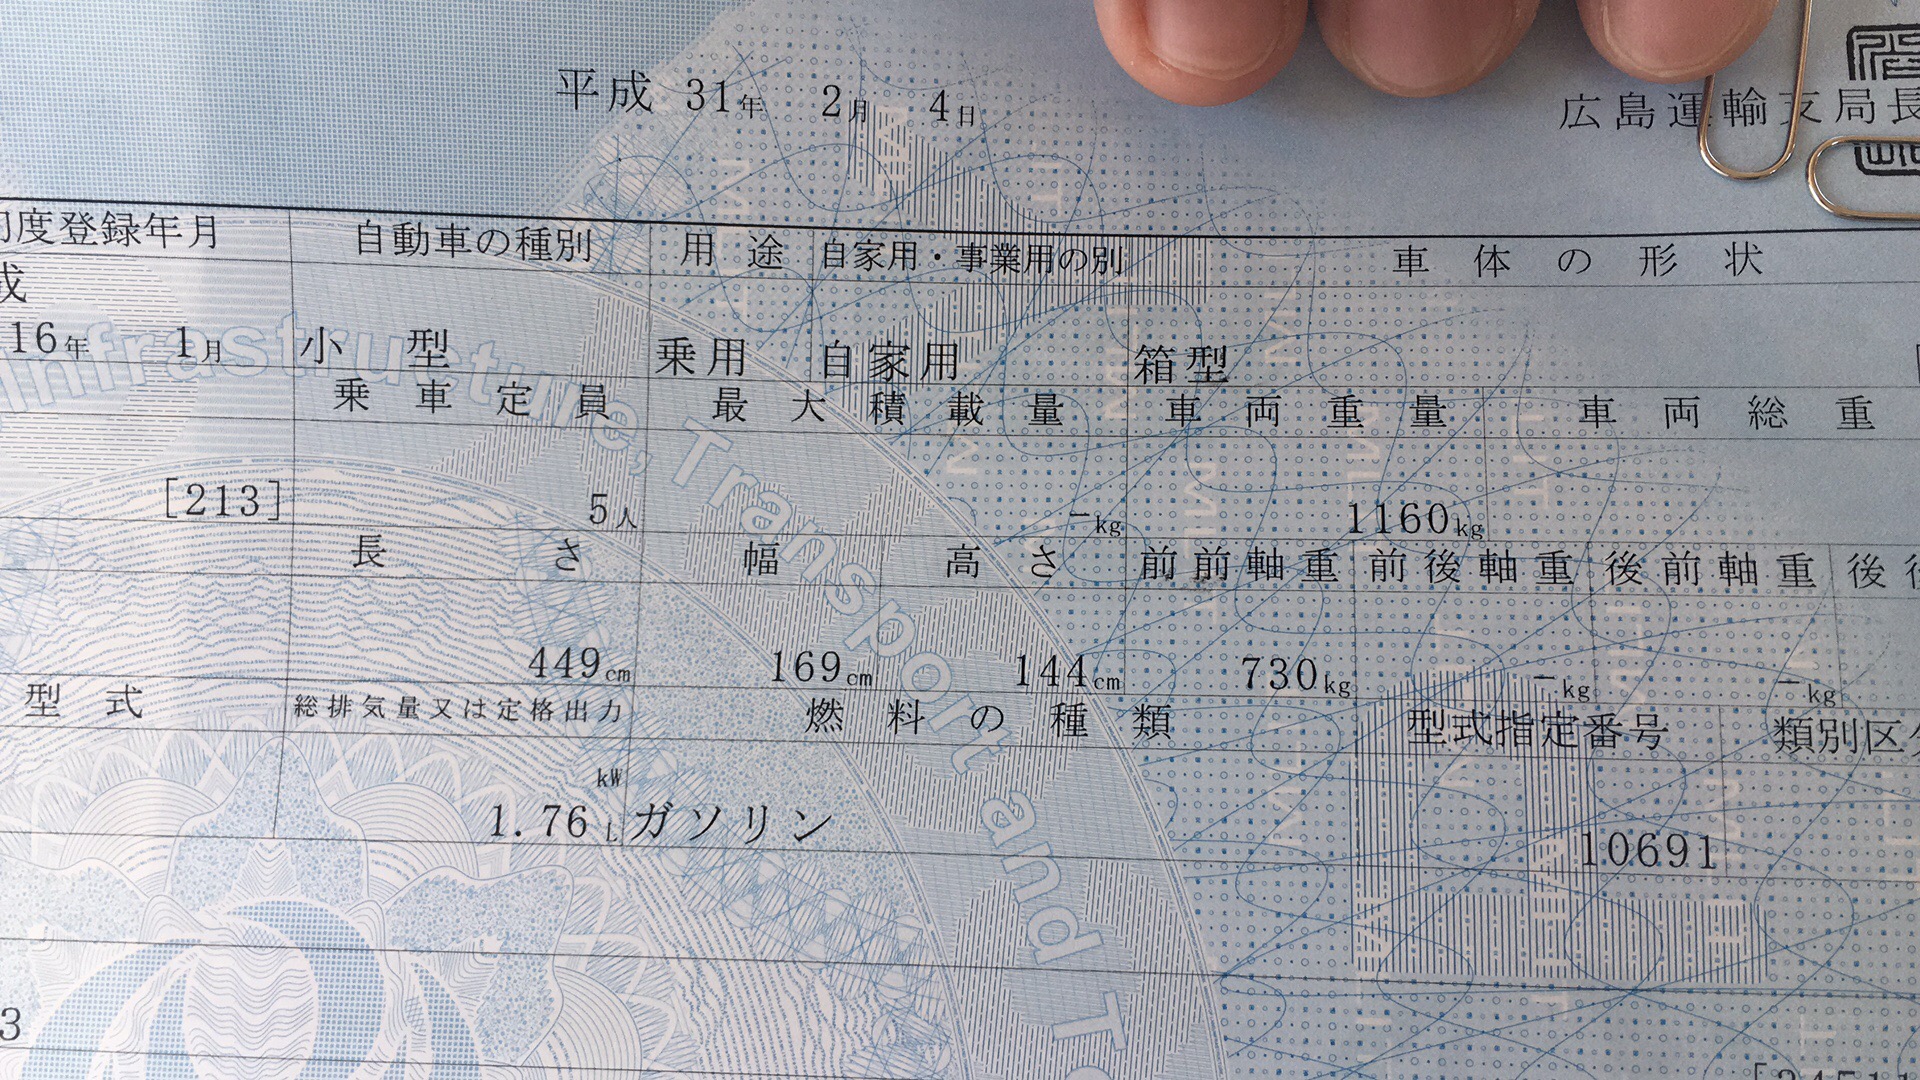 平成 31年 2月 4日
広島運輸支局長
度登録年月 自動車の種別 用途 自家用・事業用の別 車体の形状
成
16年 1月 小型 乗用 自家用 箱型
乗車定員 最大積載量 車両重量 車両総重
[213] 5人 -kg 1160kg
長さ 幅 高さ 前前軸重 前後軸重 後前軸重 後
449cm 169cm 144cm 730kg -kg -kg
型式 総排気量又は定格出力 燃料の種類 型式指定番号 類別区
kW
1.76 L ガソリン 10691
3
Infrastructure, Transport and T